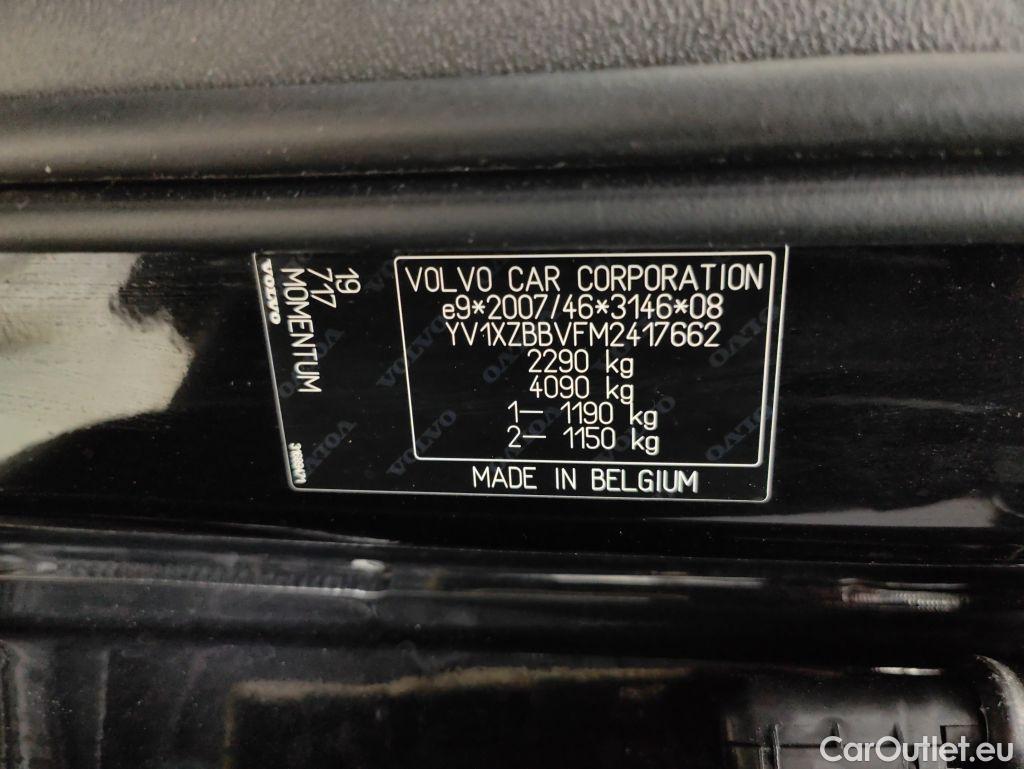 VOLVO CAR CORPORATION
e9*2007/46*3146*08
YV1XZBBVFM2417662
2290 kg
4090 kg
1– 1190 kg
2– 1150 kg
MADE IN BELGIUM
19
717
MOMENTUM
VOLVO
CarOutlet.eu